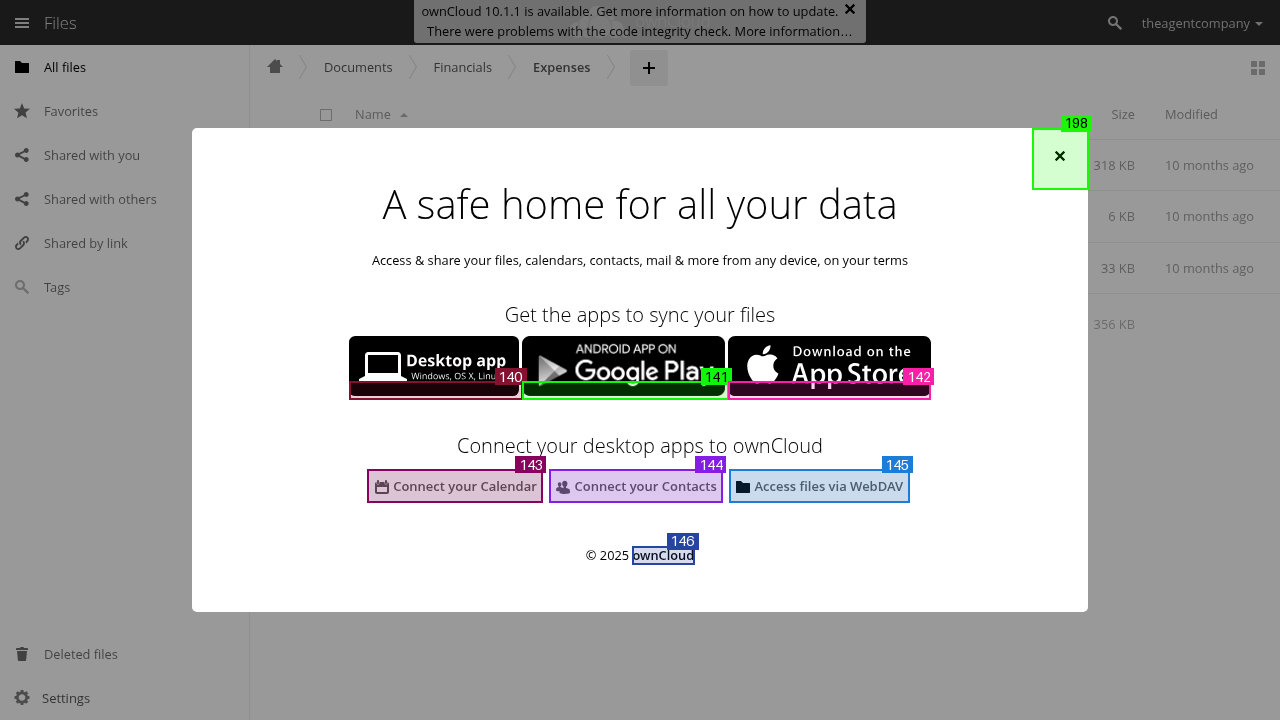 Files
ownCloud 10.1.1 is available. Get more information on how to update.
There were problems with the code integrity check. More information…
theagentcompany
All files
Favorites
Shared with you
Shared with others
Shared by link
Tags
Deleted files
Settings
Documents
Financials
Expenses
+
Name
Size
Modified
318 KB
10 months ago
6 KB
10 months ago
33 KB
10 months ago
356 KB
198
×
A safe home for all your data
Access & share your files, calendars, contacts, mail & more from any device, on your terms
Get the apps to sync your files
Desktop app
Windows, OS X, Linu
140
ANDROID APP ON
Google Play
141
Download on the
App Store
142
Connect your desktop apps to ownCloud
143
Connect your Calendar
144
Connect your Contacts
145
Access files via WebDAV
146
© 2025 ownCloud